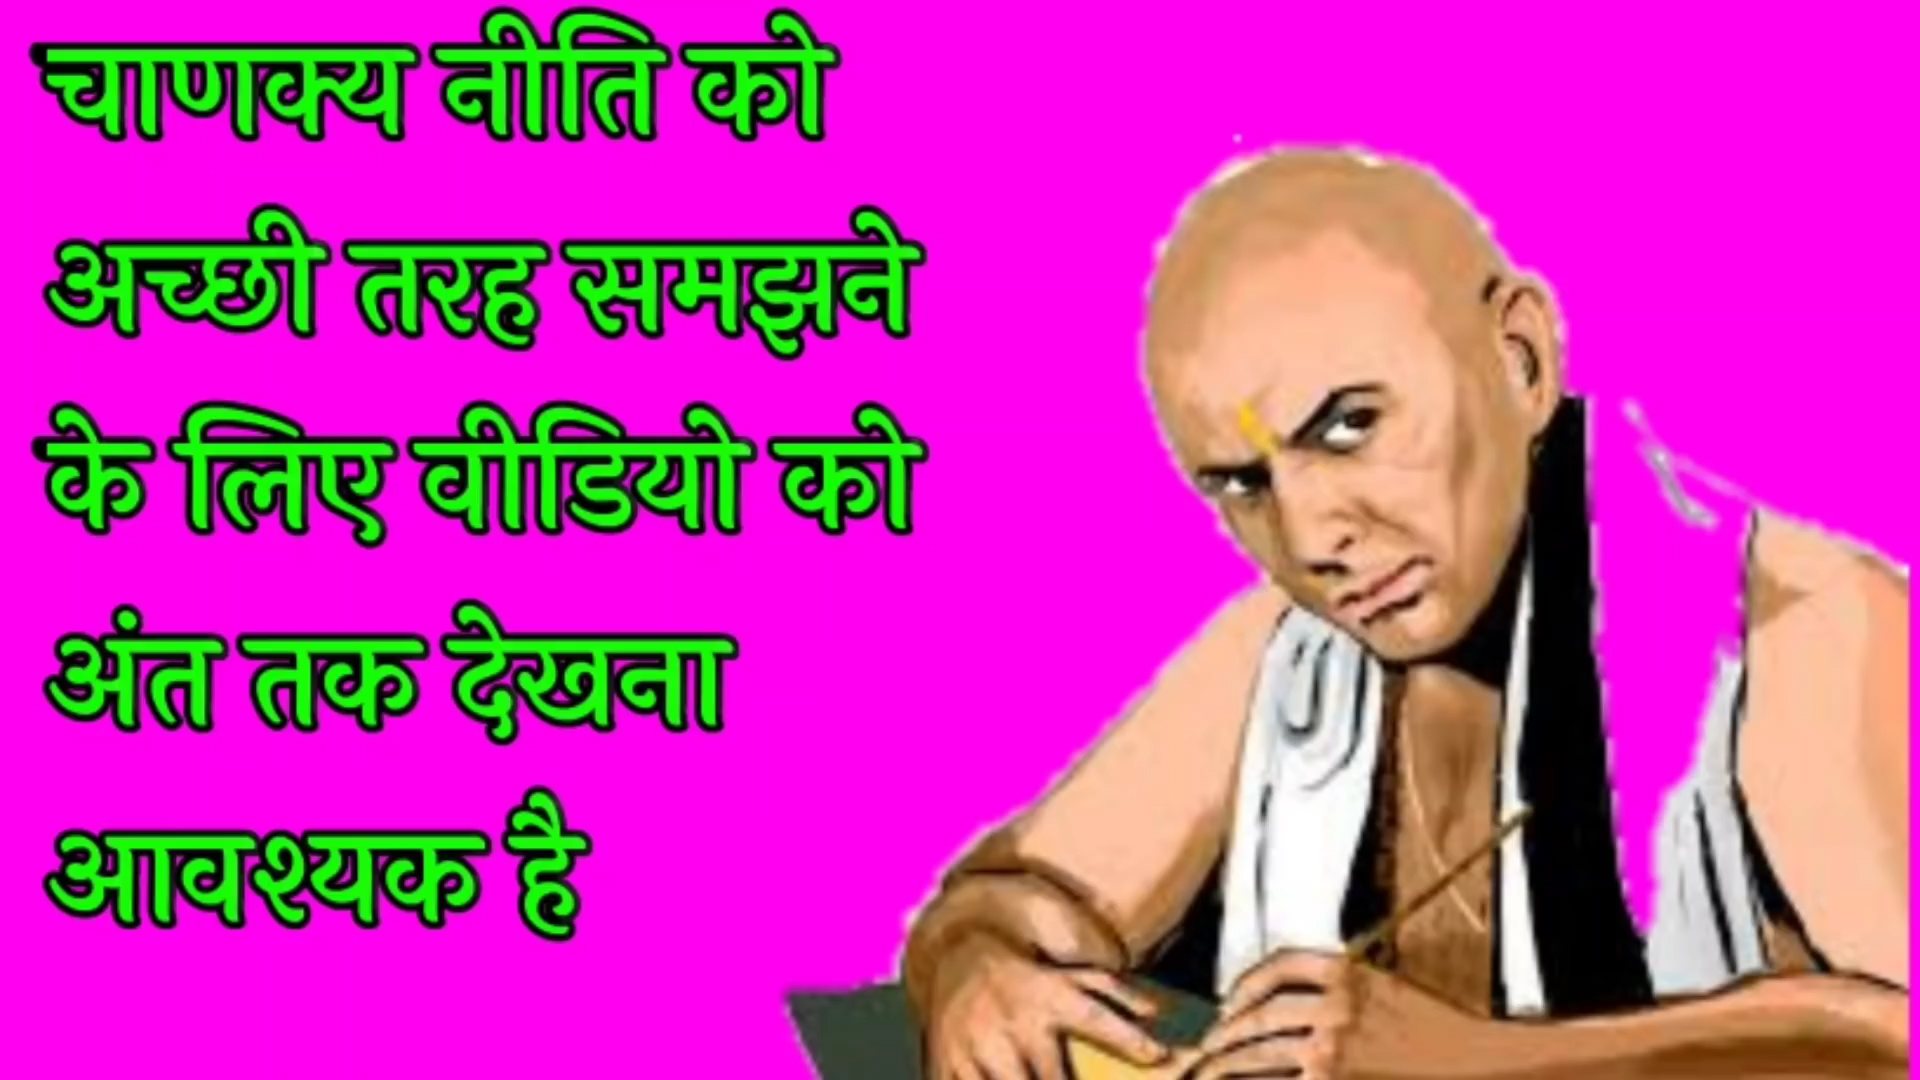 चाणक्य नीति को
अच्छी तरह समझने
के लिए वीडियो को
अंत तक देखना
आवश्यक है